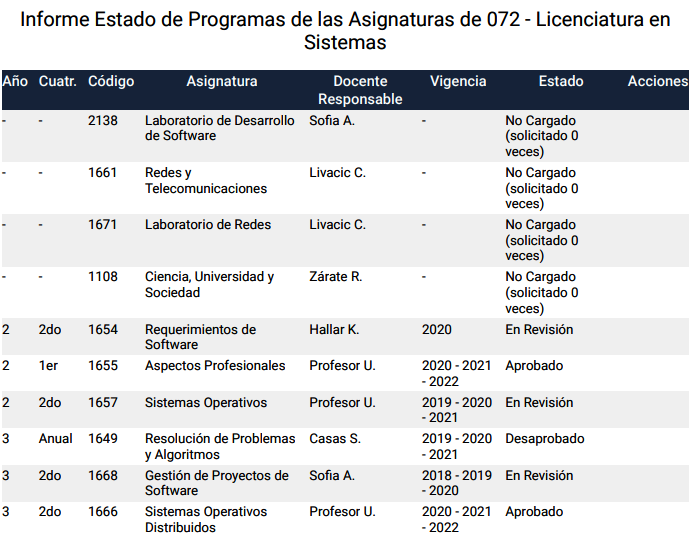 Informe Estado de Programas de las Asignaturas de 072 - Licenciatura en
Sistemas
Año Cuatr. Código Asignatura Docente Responsable Vigencia Estado Acciones
- - 2138 Laboratorio de Desarrollo de Software Sofia A. - No Cargado (solicitado 0 veces)
- - 1661 Redes y Telecomunicaciones Livacic C. - No Cargado (solicitado 0 veces)
- - 1671 Laboratorio de Redes Livacic C. - No Cargado (solicitado 0 veces)
- - 1108 Ciencia, Universidad y Sociedad Zárate R. - No Cargado (solicitado 0 veces)
2 2do 1654 Requerimientos de Software Hallar K. 2020 En Revisión
2 1er 1655 Aspectos Profesionales Profesor U. 2020 - 2021 - 2022 Aprobado
2 2do 1657 Sistemas Operativos Profesor U. 2019 - 2020 - 2021 En Revisión
3 Anual 1649 Resolución de Problemas y Algoritmos Casas S. 2019 - 2020 - 2021 Desaprobado
3 2do 1668 Gestión de Proyectos de Software Sofia A. 2018 - 2019 - 2020 En Revisión
3 2do 1666 Sistemas Operativos Distribuidos Profesor U. 2020 - 2021 - 2022 Aprobado